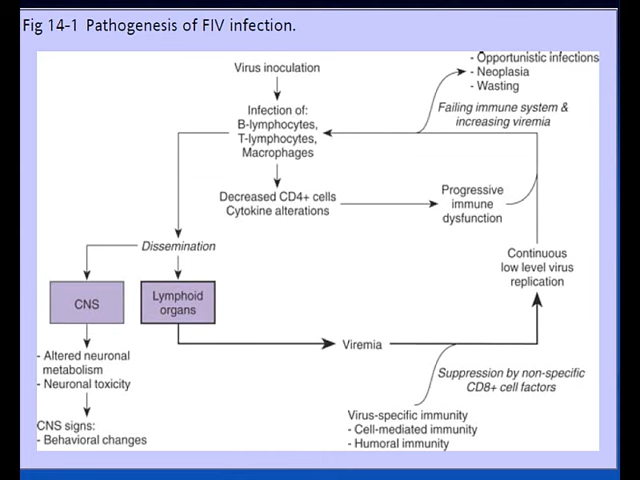 Fig 14-1 Pathogenesis of FIV infection.
Virus inoculation
- Opportunistic infections
- Neoplasia
- Wasting
Infection of:
B-lymphocytes,
T-lymphocytes,
Macrophages
Failing immune system &
increasing viremia
Decreased CD4+ cells
Cytokine alterations
Progressive
immune
dysfunction
Dissemination
Continuous
low level virus
replication
CNS
Lymphoid
organs
Viremia
- Altered neuronal
metabolism
- Neuronal toxicity
Suppression by non-specific
CD8+ cell factors
CNS signs:
- Behavioral changes
Virus-specific immunity
- Cell-mediated immunity
- Humoral immunity